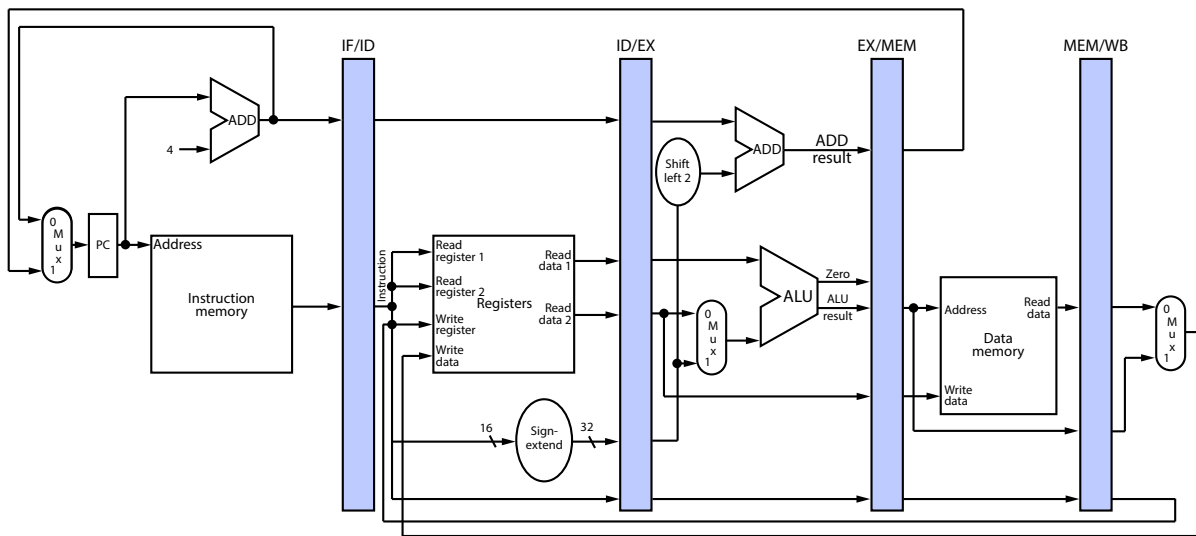 IF/ID
ID/EX
EX/MEM
MEM/WB
ADD
4
ADD
ADD
result
Shift
left 2
0
M
u
x
1
PC
Address
Instruction
memory
Instruction
Read
register 1
Read
register 2
Write
register
Write
data
Registers
Read
data 1
Read
data 2
0
M
u
x
1
Zero
ALU
ALU
result
Address
Read
data
Data
memory
Write
data
0
M
u
x
1
16
Sign-
extend
32